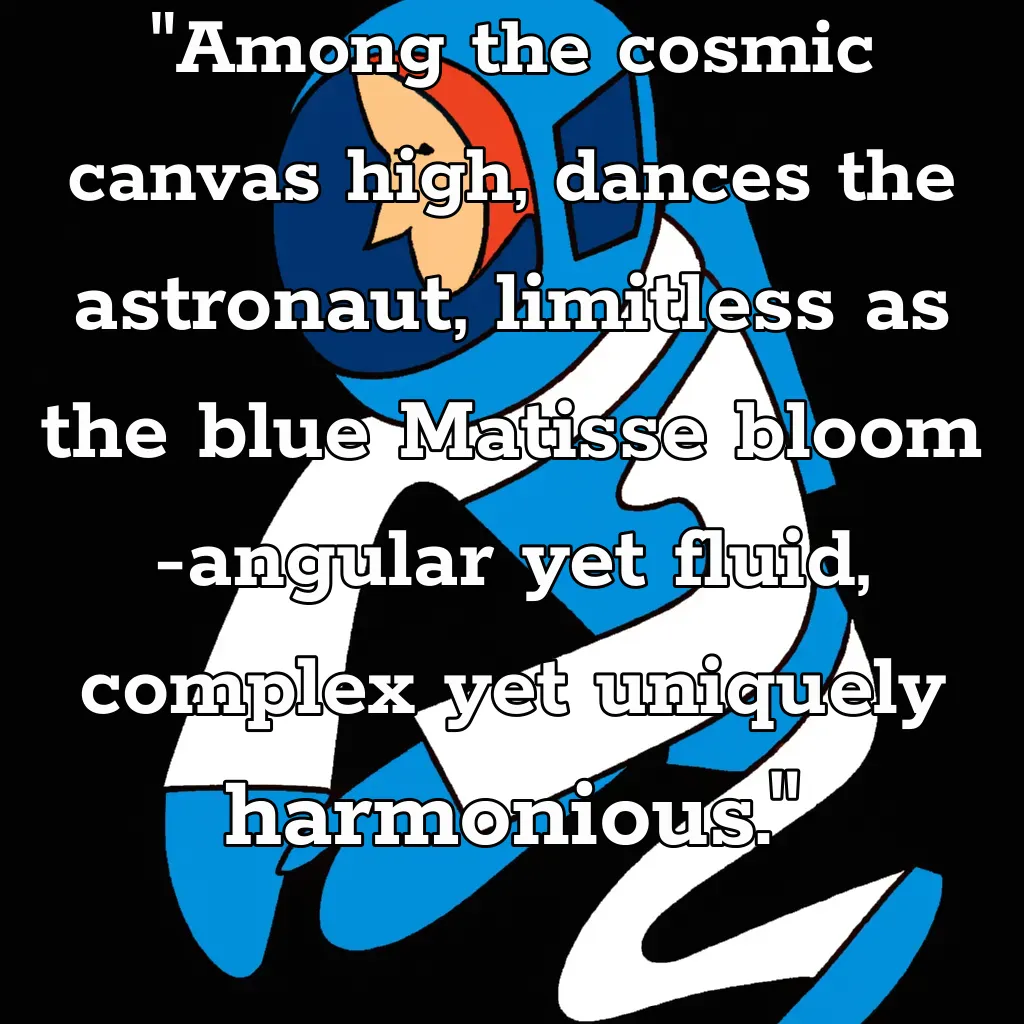 "Among the cosmic
canvas high, dances the
astronaut, limitless as
the blue Matisse bloom
-angular yet fluid,
complex yet uniquely
harmonious."